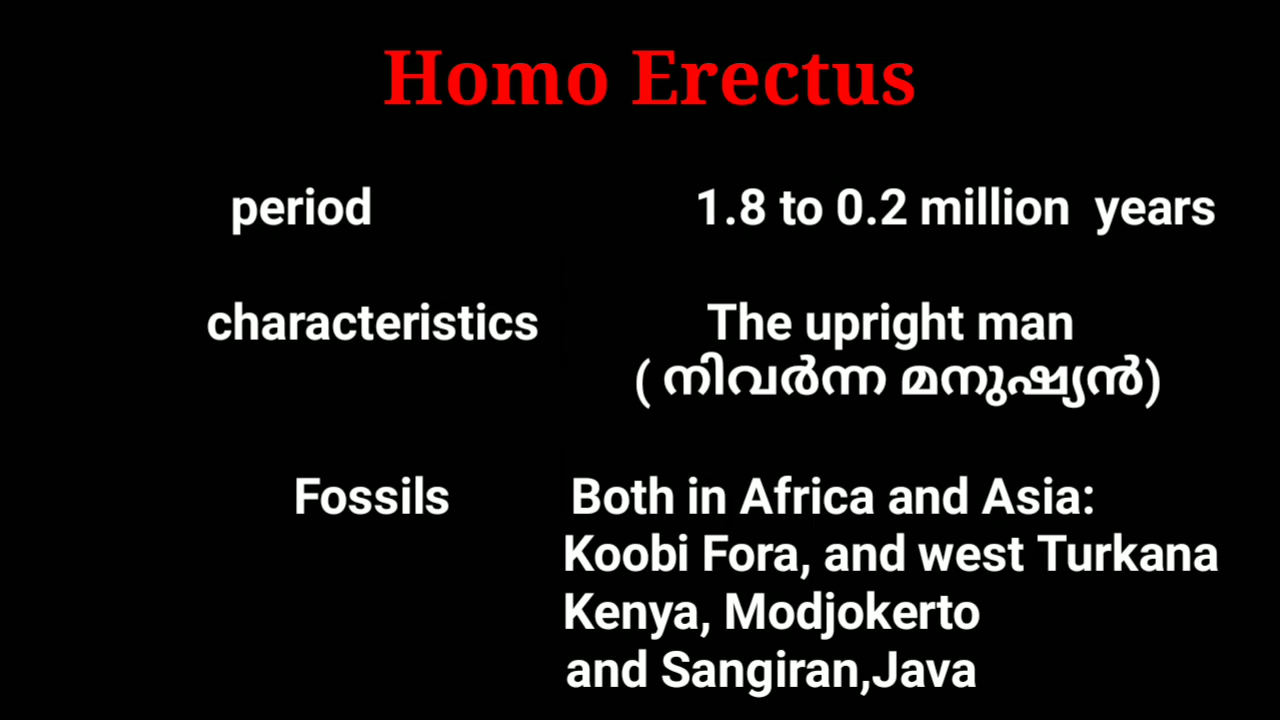 Homo Erectus
period 1.8 to 0.2 million years
characteristics The upright man
( നിവർന്ന മനുഷ്യൻ)
Fossils Both in Africa and Asia:
Koobi Fora, and west Turkana
Kenya, Modjokerto
and Sangiran,Java